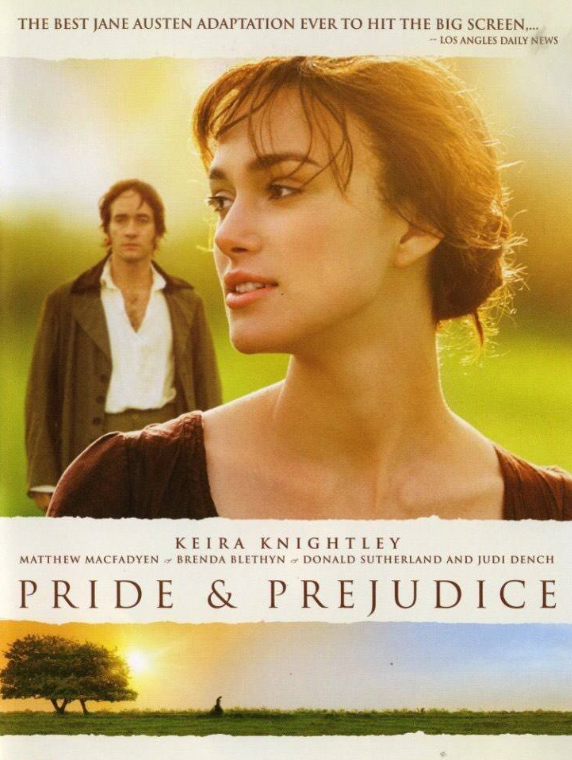 THE BEST JANE AUSTEN ADAPTATION EVER TO HIT THE BIG SCREEN,...
-- LOS ANGLES DAILY NEWS
KEIRA KNIGHTLEY
MATTHEW MACFADYEN BRENDA BLETHYN DONALD SUTHERLAND AND JUDI DENCH
PRIDE & PREJUDICE